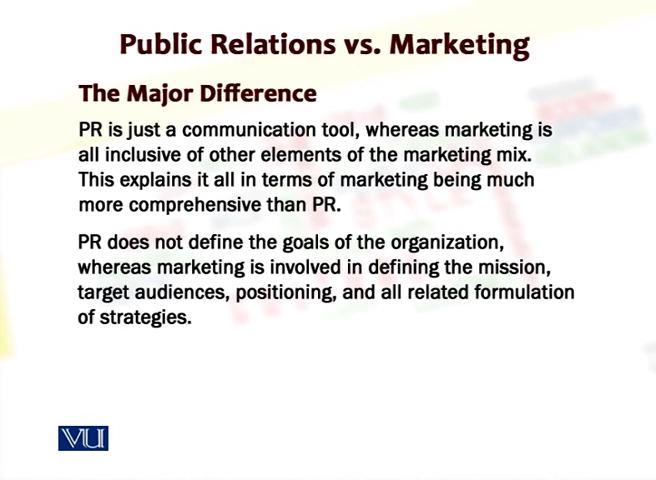 Public Relations vs. Marketing
The Major Difference
PR is just a communication tool, whereas marketing is
all inclusive of other elements of the marketing mix.
This explains it all in terms of marketing being much
more comprehensive than PR.
PR does not define the goals of the organization,
whereas marketing is involved in defining the mission,
target audiences, positioning, and all related formulation
of strategies.
VU